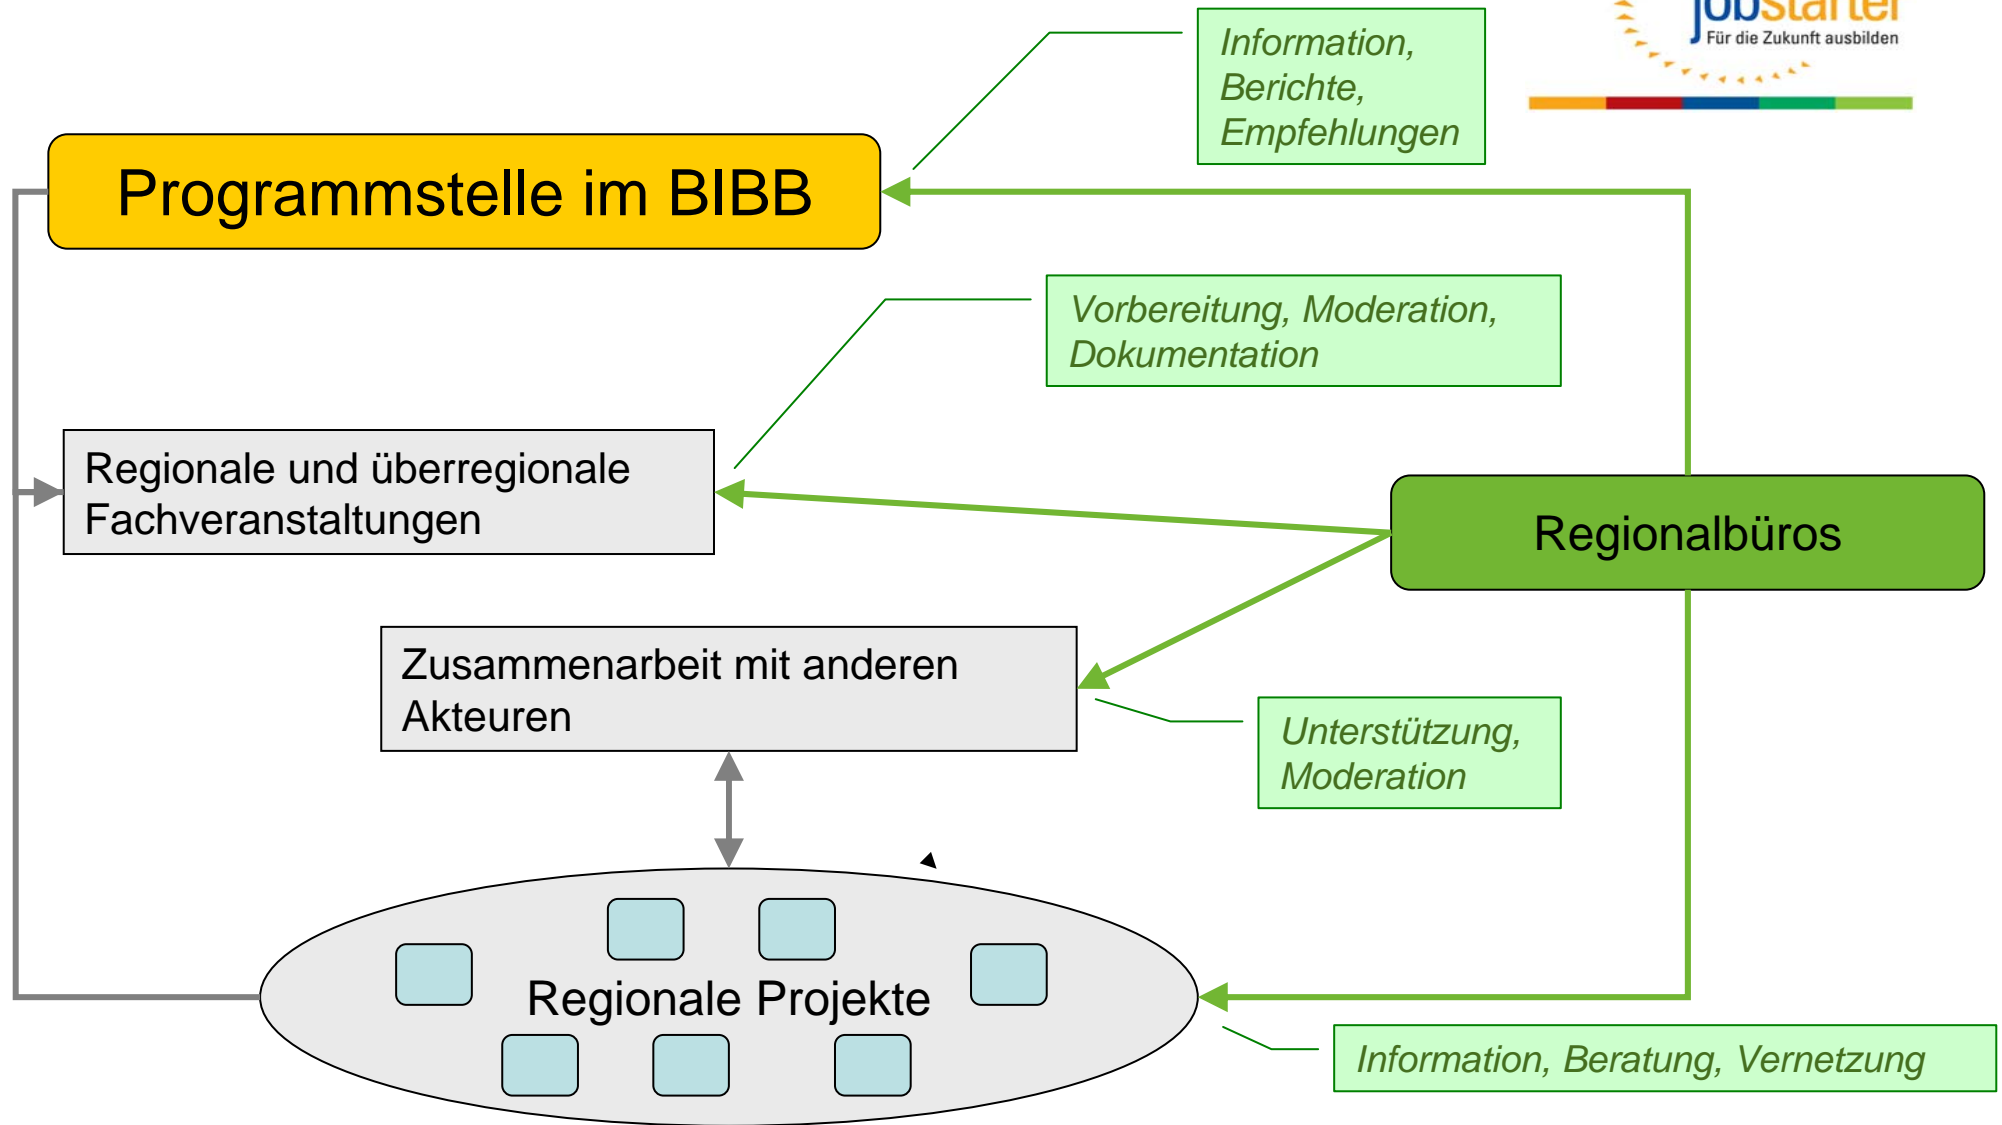 jobstarter
Für die Zukunft ausbilden
Information,
Berichte,
Empfehlungen
Programmstelle im BIBB
Vorbereitung, Moderation,
Dokumentation
Regionale und überregionale
Fachveranstaltungen
Regionalbüros
Zusammenarbeit mit anderen
Akteuren
Unterstützung,
Moderation
Regionale Projekte
Information, Beratung, Vernetzung